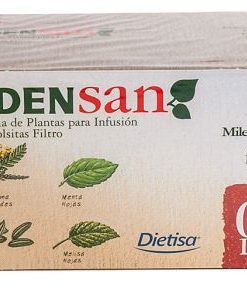 DENsan
a de Plantas para Infusión
olsitas Filtro
Mile
Menta
Hojas
Melisa
Hojas
Dietisa